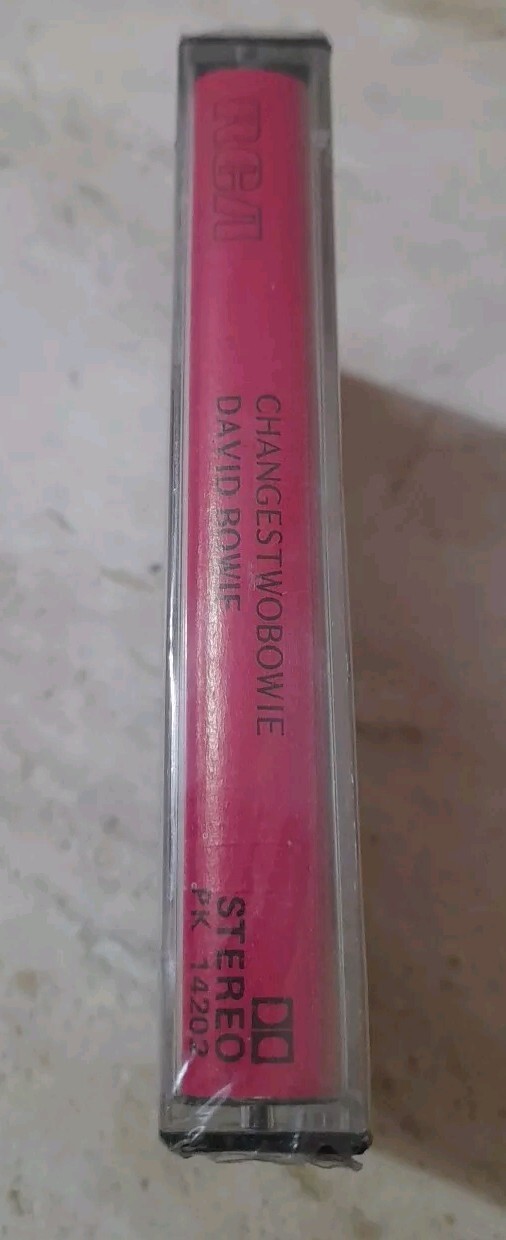 RCA
CHANGESTWOBOWIE
DAVID BOWIE
STEREO
PK 14202